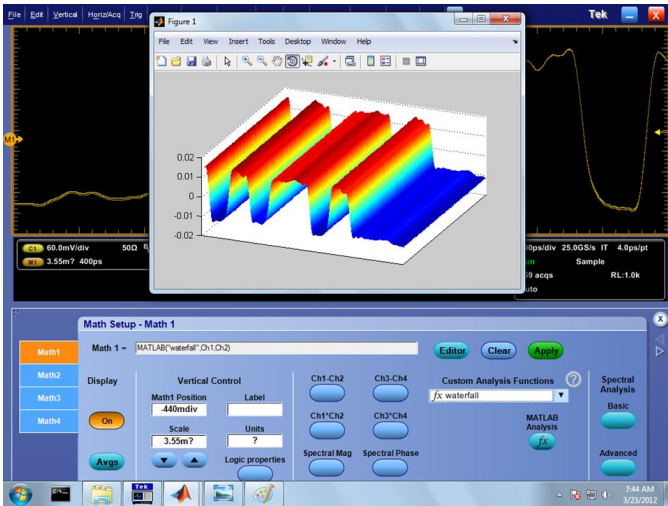 File Edit Vertical Horiz/Acq Trig
Tek X
Figure 1
File Edit View Insert Tools Desktop Window Help
0.02
0.01
0
-0.01
-0.02
M1
C1 60.0mV/div 50Ω
M1 3.55m? 400ps
0ps/div 25.0GS/s IT 4.0ps/pt
Sample
acqs RL:1.0k
uto
Math Setup - Math 1
X
Math1
Math2
Math3
Math4
Math 1 = MATLAB("waterfall",Ch1,Ch2)
Editor Clear Apply
Display
On
Avgs
Vertical Control
Math1 Position Label
-440mdiv
Scale Units
3.55m? ?
Logic properties
Ch1-Ch2 Ch3-Ch4
Ch1*Ch2 Ch3*Ch4
Spectral Mag Spectral Phase
Custom Analysis Functions ?
fx waterfall
MATLAB
Analysis
fx
Spectral
Analysis
Basic
Advanced
C:\_
Tek
7:44 AM
3/23/2012